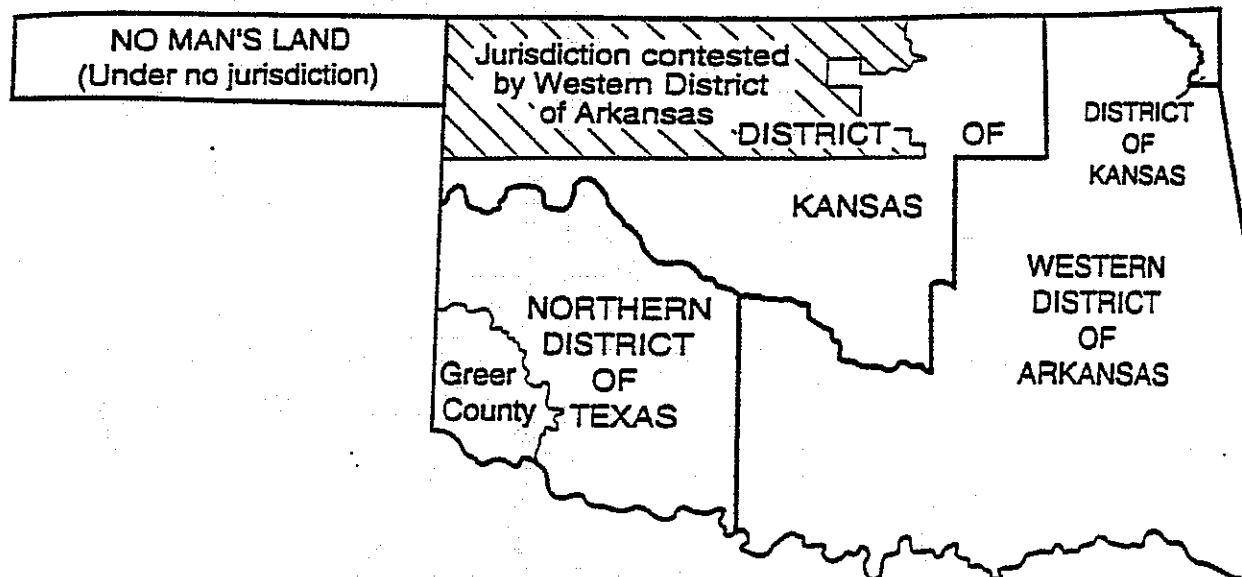 NO MAN'S LAND
(Under no jurisdiction)
Jurisdiction contested
by Western District
of Arkansas
DISTRICT OF
KANSAS
DISTRICT
OF
KANSAS
WESTERN
DISTRICT
OF
ARKANSAS
NORTHERN
DISTRICT
OF
TEXAS
Greer
County